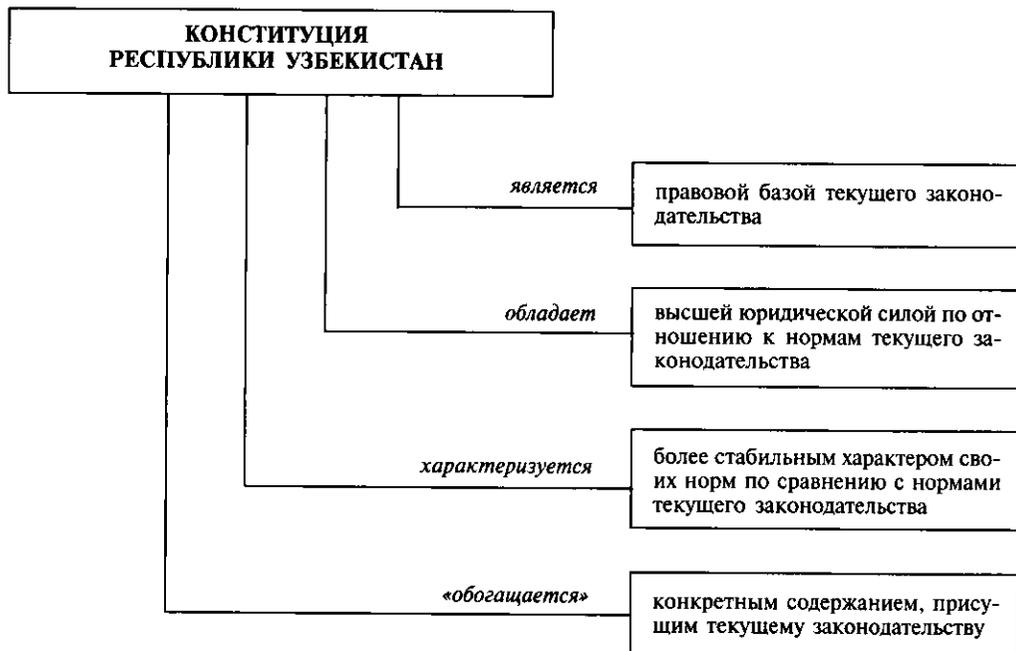 КОНСТИТУЦИЯ
РЕСПУБЛИКИ УЗБЕКИСТАН
является
правовой базой текущего законо-
дательства
обладает
высшей юридической силой по от-
ношению к нормам текущего за-
конодательства
характеризуется
более стабильным характером сво-
их норм по сравнению с нормами
текущего законодательства
«обогащается»
конкретным содержанием, прису-
щим текущему законодательству